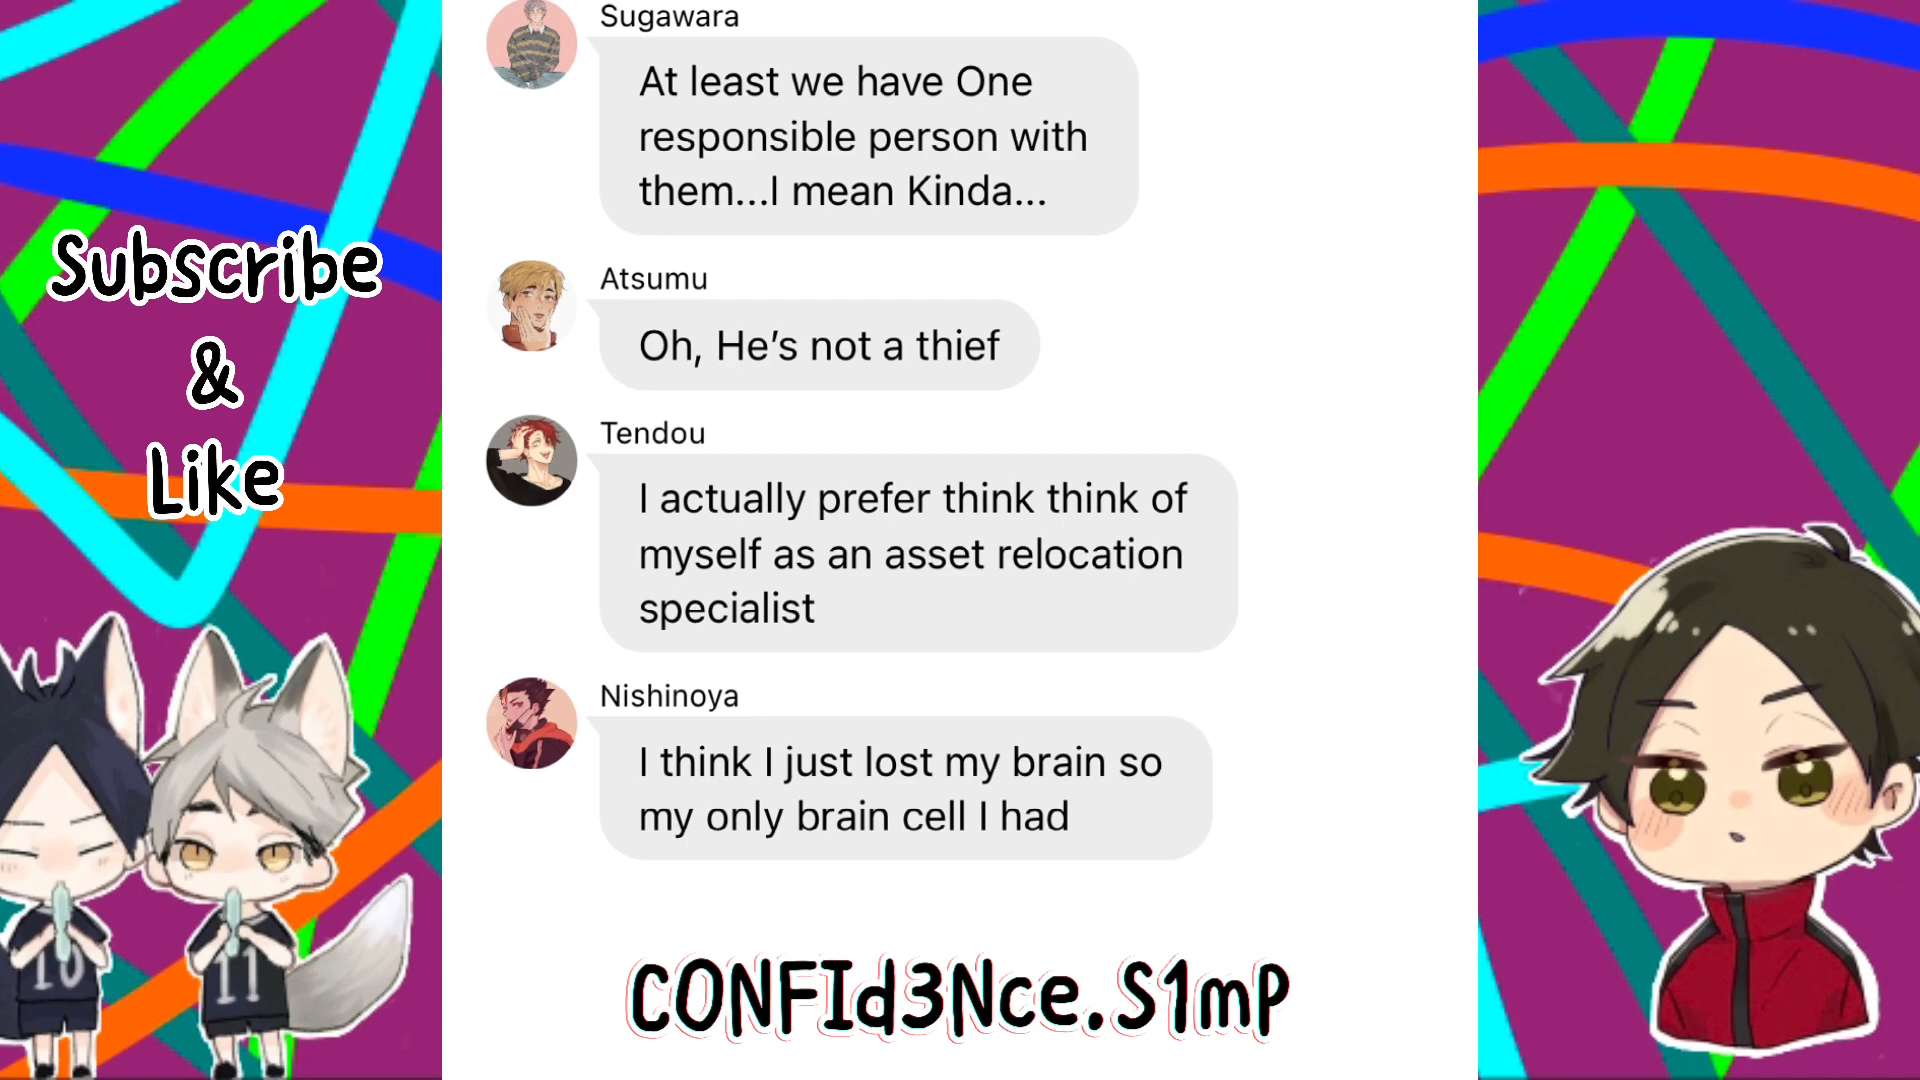 Sugawara
At least we have One
responsible person with
them...I mean Kinda...
Atsumu
Oh, He’s not a thief
Tendou
I actually prefer think think of
myself as an asset relocation
specialist
Nishinoya
I think I just lost my brain so
my only brain cell I had
Subscribe
&
Like
10
11
CONFId3Nce.S1mP